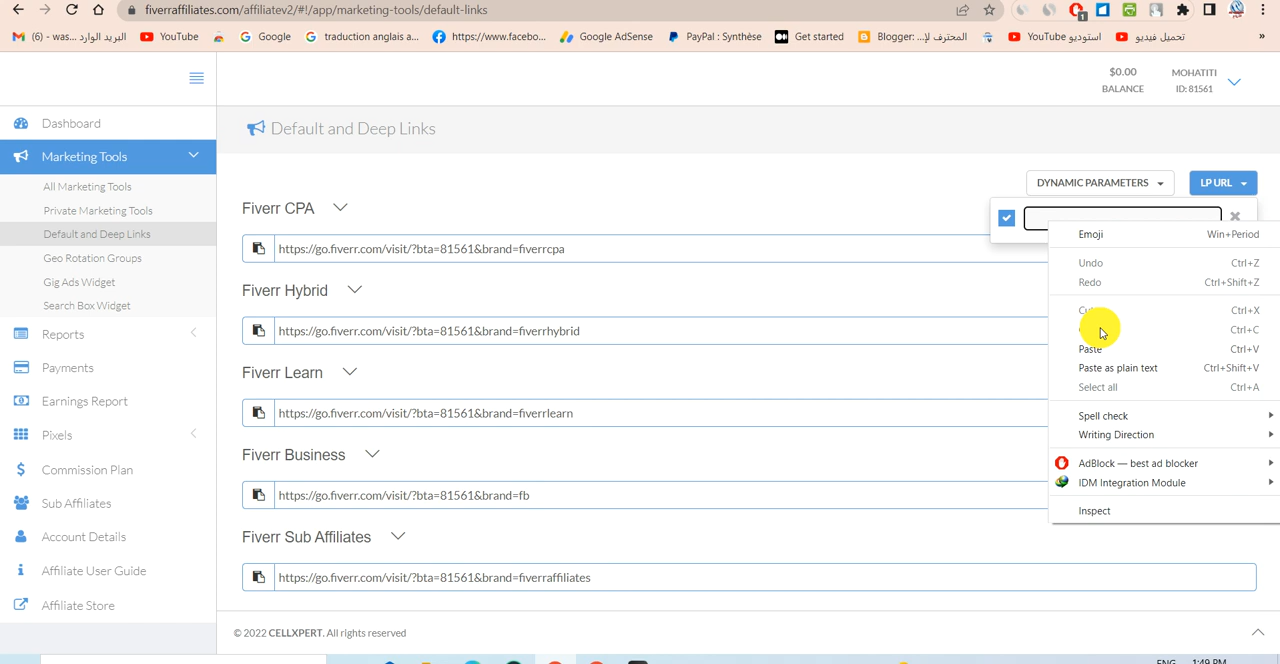 fiverraffiliates.com/affiliatev2/#!/app/marketing-tools/default-links
1
M (6) - was... البريد الوارد
YouTube
Google
traduction anglais a...
https://www.facebo...
Google AdSense
PayPal : Synthèse
Get started
Blogger: ...المحترف لإ
YouTube استوديو
تحميل فيديو
»
$0.00
BALANCE
MOHATITI
ID: 81561
Dashboard
Marketing Tools
All Marketing Tools
Private Marketing Tools
Default and Deep Links
Geo Rotation Groups
Gig Ads Widget
Search Box Widget
Reports
Payments
Earnings Report
Pixels
Commission Plan
Sub Affiliates
Account Details
Affiliate User Guide
Affiliate Store
Default and Deep Links
DYNAMIC PARAMETERS
LP URL
Fiverr CPA
https://go.fiverr.com/visit/?bta=81561&brand=fiverrcpa
Fiverr Hybrid
https://go.fiverr.com/visit/?bta=81561&brand=fiverrhybrid
Fiverr Learn
https://go.fiverr.com/visit/?bta=81561&brand=fiverrlearn
Fiverr Business
https://go.fiverr.com/visit/?bta=81561&brand=fb
Fiverr Sub Affiliates
https://go.fiverr.com/visit/?bta=81561&brand=fiverraffiliates
Emoji Win+Period
Undo Ctrl+Z
Redo Ctrl+Shift+Z
Ctrl+X
Ctrl+C
Paste Ctrl+V
Paste as plain text Ctrl+Shift+V
Select all Ctrl+A
Spell check
Writing Direction
AdBlock — best ad blocker
IDM Integration Module
Inspect
© 2022 CELLXPERT. All rights reserved
ENG 1:49 PM